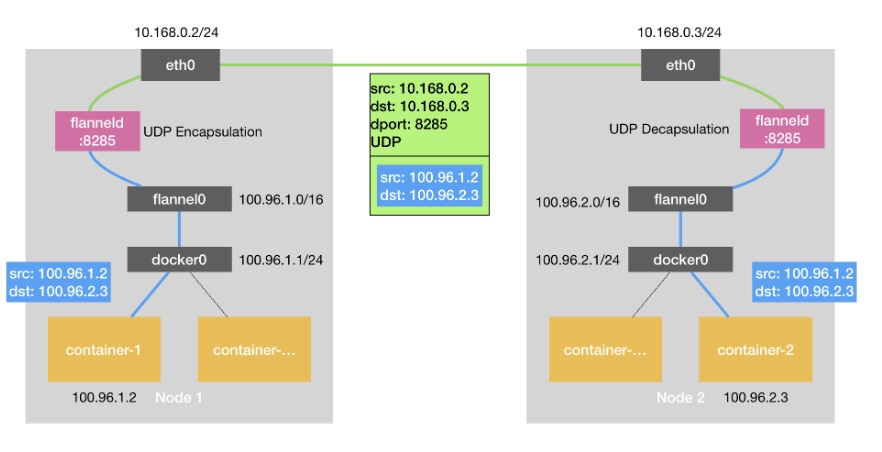 10.168.0.2/24
10.168.0.3/24
eth0
eth0
src: 10.168.0.2
dst: 10.168.0.3
dport: 8285
UDP
flanneld
:8285
UDP Encapsulation
UDP Decapsulation
flanneld
:8285
src: 100.96.1.2
dst: 100.96.2.3
flannel0
100.96.1.0/16
100.96.2.0/16
flannel0
docker0
100.96.1.1/24
100.96.2.1/24
docker0
src: 100.96.1.2
dst: 100.96.2.3
src: 100.96.1.2
dst: 100.96.2.3
container-1
container-...
container-...
container-2
100.96.1.2
Node 1
Node 2
100.96.2.3